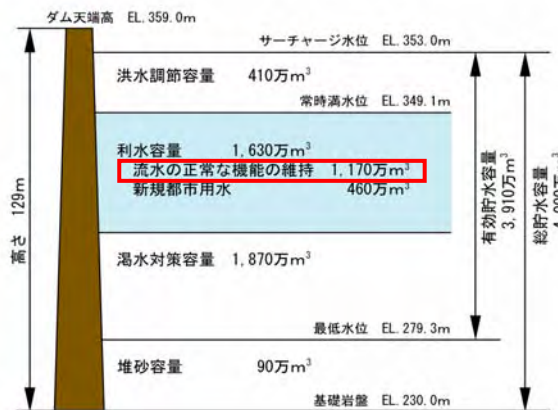 ダム天端高 EL.359.0m
サーチャージ水位 EL.353.0m
洪水調節容量 410万m³
常時満水位 EL.349.1m
利水容量 1,630万m³
流水の正常な機能の維持 1,170万m³
新規都市用水 460万m³
渇水対策容量 1,870万m³
最低水位 EL.279.3m
堆砂容量 90万m³
基礎岩盤 EL.230.0m
高さ 129m
有効貯水容量
3,910万m³
総貯水容量